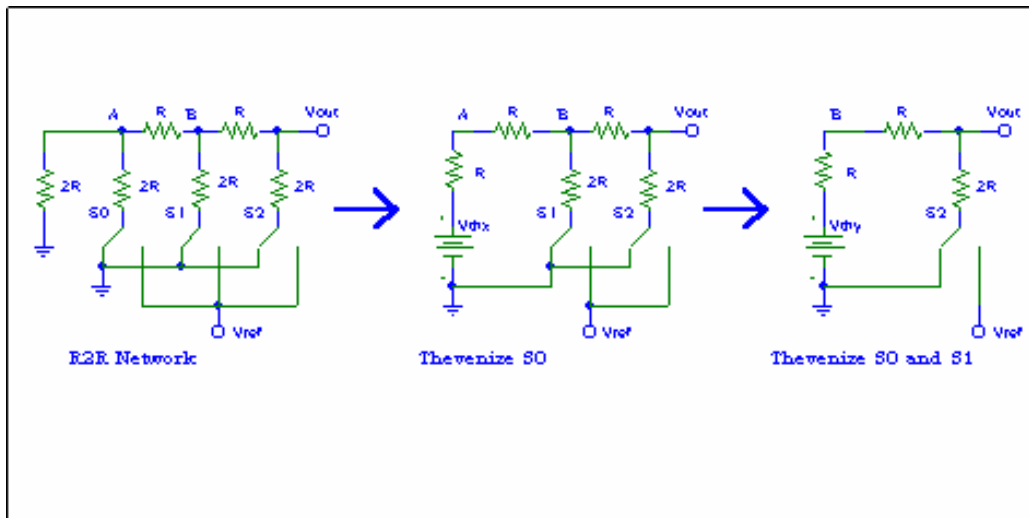 A R B R Vout
2R 2R 2R 2R
S0 S1 S2
Vref
R2R Network
A R B R Vout
R 2R 2R
S1 S2
+
Vthx
-
Vref
Thevenize S0
B R Vout
R 2R
S2
+
Vthy
-
Vref
Thevenize S0 and S1